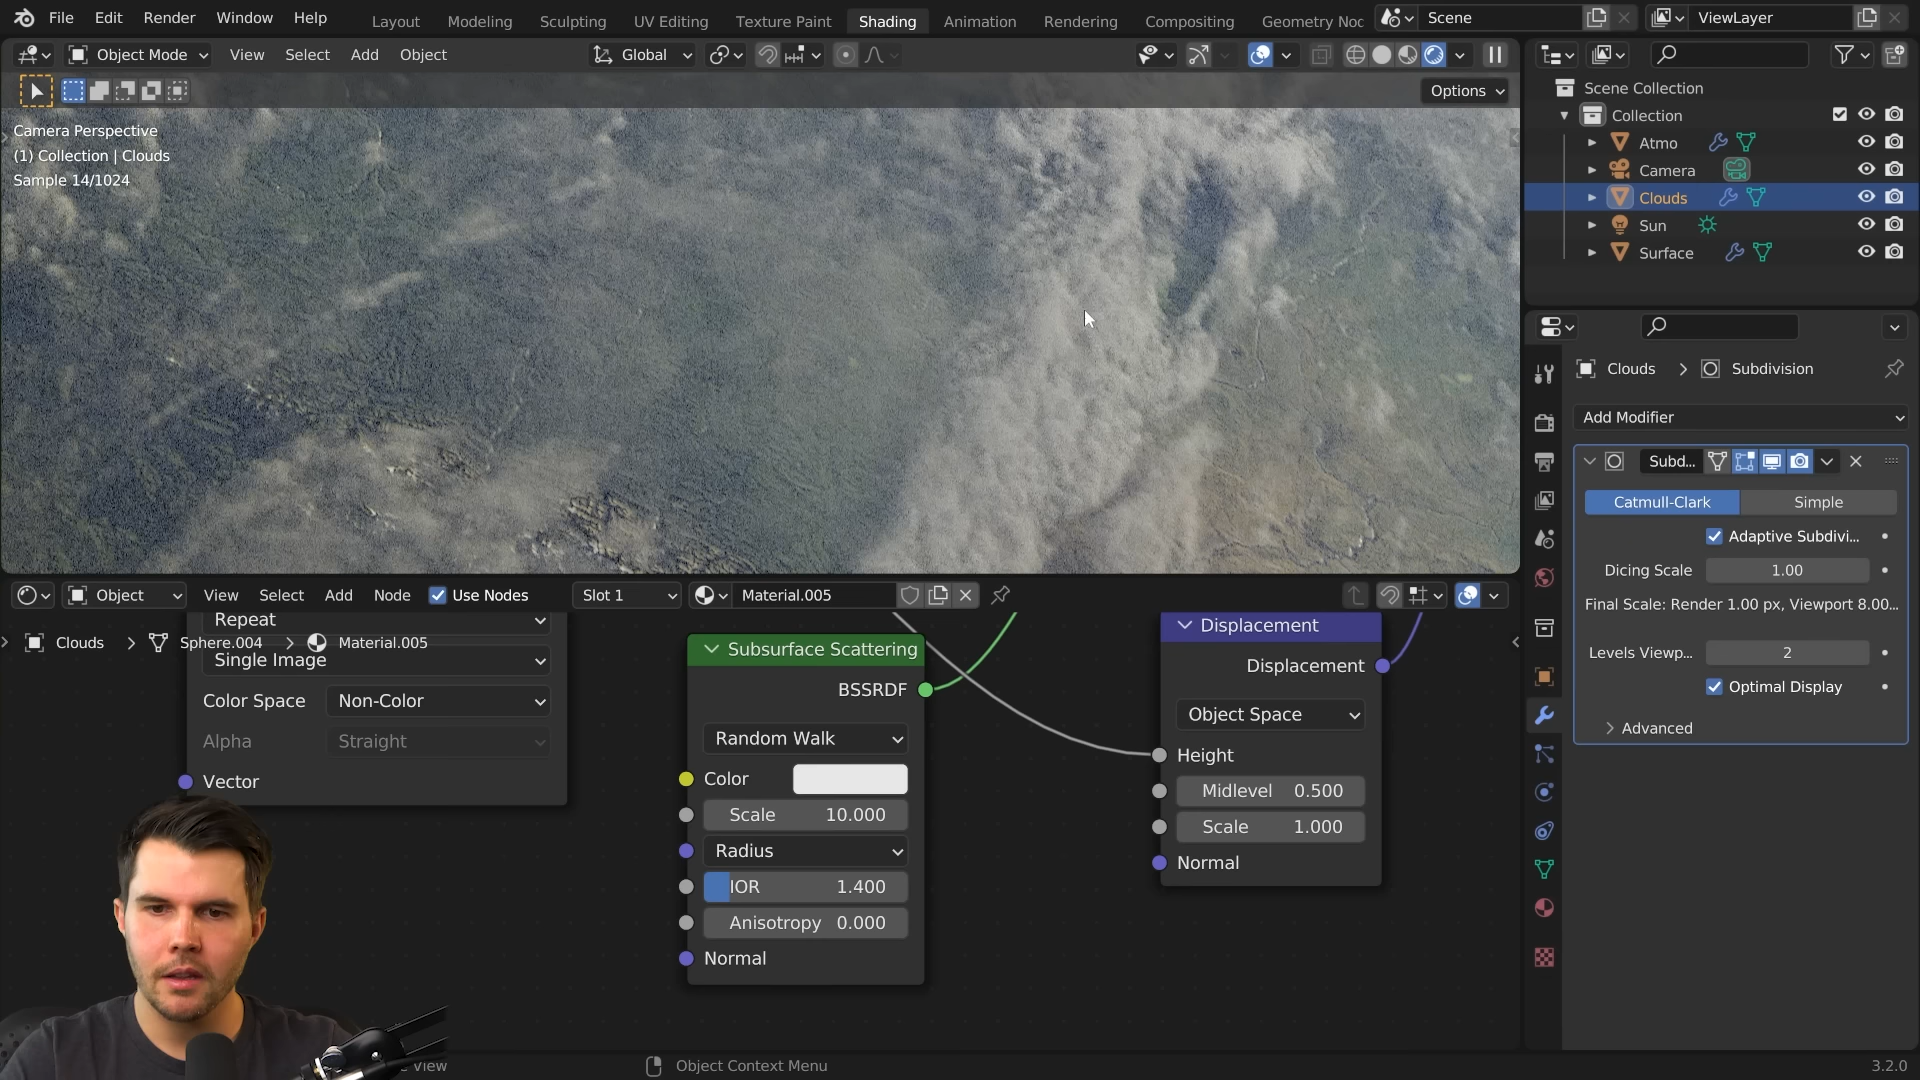 File Edit Render Window Help
Layout Modeling Sculpting UV Editing Texture Paint Shading Animation Rendering Compositing Geometry Noc
Scene
ViewLayer
Object Mode View Select Add Object
Global
Options
Camera Perspective
(1) Collection | Clouds
Sample 14/1024
Scene Collection
Collection
Atmo
Camera
Clouds
Sun
Surface
Clouds > Subdivision
Add Modifier
Subd...
Catmull-Clark Simple
Adaptive Subdivi...
Dicing Scale 1.00
Final Scale: Render 1.00 px, Viewport 8.00...
Levels Viewp... 2
Optimal Display
Advanced
Object View Select Add Node Use Nodes Slot 1 Material.005
Repeat
Clouds > Sphere.004 > Material.005
Single Image
Color Space Non-Color
Alpha Straight
Vector
Subsurface Scattering
BSSRDF
Random Walk
Color
Scale 10.000
Radius
IOR 1.400
Anisotropy 0.000
Normal
Displacement
Displacement
Object Space
Height
Midlevel 0.500
Scale 1.000
Normal
View
Object Context Menu
3.2.0